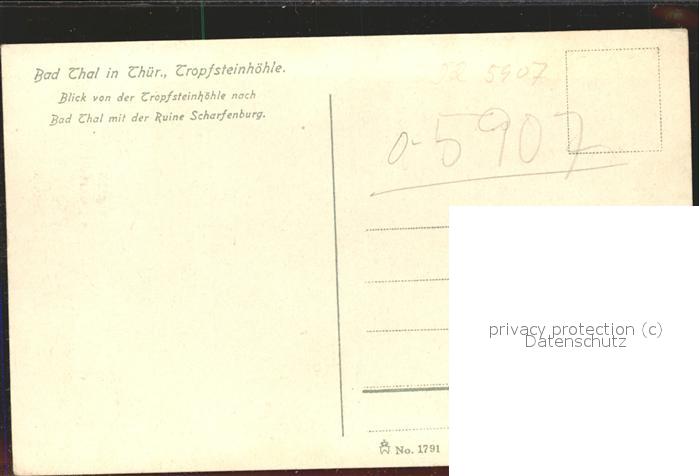 Bad Thal in Thür., Tropfsteinhöhle.
Blick von der Tropfsteinhöhle nach
Bad Thal mit der Ruine Scharfenburg.
5907
0-5907
privacy protection (c)
Datenschutz
No. 1791